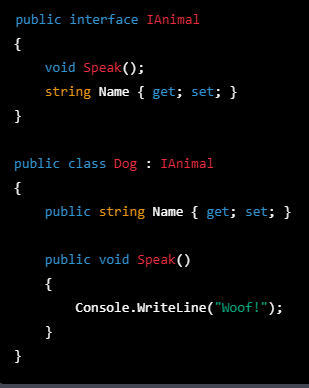 public interface IAnimal
{
    void Speak();
    string Name { get; set; }
}

public class Dog : IAnimal
{
    public string Name { get; set; }

    public void Speak()
    {
        Console.WriteLine("Woof!");
    }
}